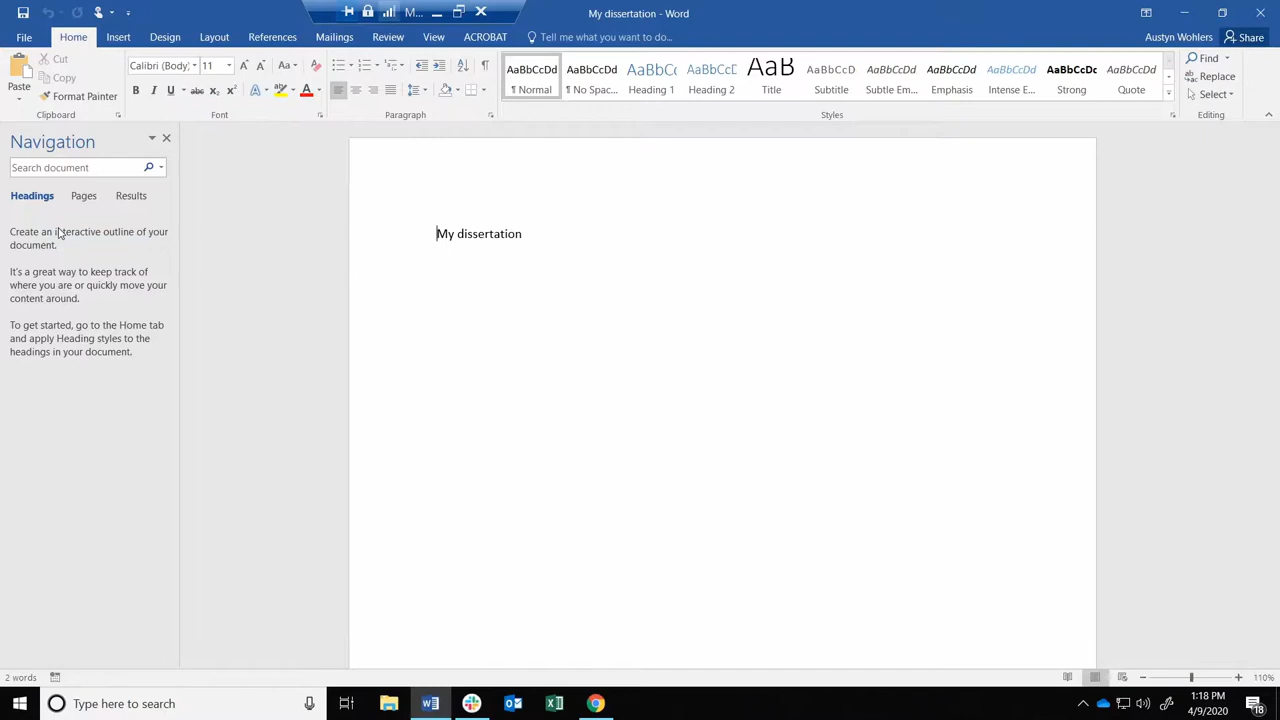 M...
My dissertation - Word
File
Home
Insert
Design
Layout
References
Mailings
Review
View
ACROBAT
Tell me what you want to do...
Austyn Wohlers
Share
Paste
Cut
Copy
Format Painter
Clipboard
Calibri (Body)
11
Aa
B I U abc x₂ x² A A
Font
Paragraph
AaBbCcDd AaBbCcDd AaBbCc AaBbCcD AaB AaBbCcD AaBbCcDd AaBbCcDd AaBbCcDd AaBbCcDc AaBbCcDd
¶ Normal ¶ No Spac... Heading 1 Heading 2 Title Subtitle Subtle Em... Emphasis Intense E... Strong Quote
Styles
Find
Replace
Select
Editing
Navigation
Search document
Headings Pages Results
Create an interactive outline of your
document.
It's a great way to keep track of
where you are or quickly move your
content around.
To get started, go to the Home tab
and apply Heading styles to the
headings in your document.
My dissertation
2 words
110%
Type here to search
1:18 PM
4/9/2020
18